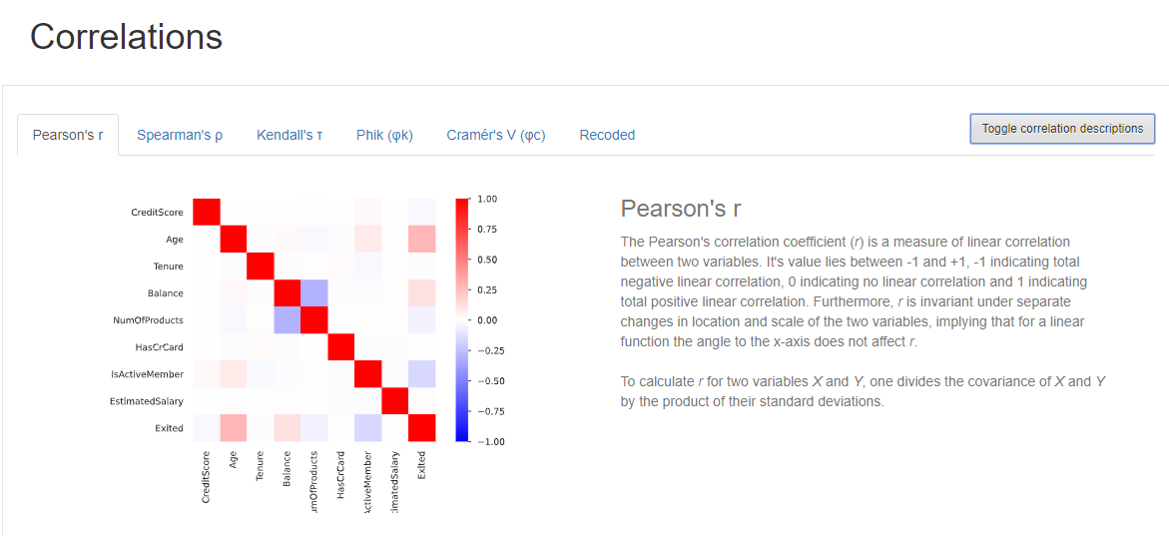 Correlations
Pearson's r
Spearman's ρ
Kendall's τ
Phik (φk)
Cramér's V (φc)
Recoded
Toggle correlation descriptions
CreditScore
Age
Tenure
Balance
NumOfProducts
HasCrCard
IsActiveMember
EstimatedSalary
Exited
CreditScore
Age
Tenure
Balance
umOfProducts
HasCrCard
ActiveMember
imatedSalary
Exited
1.00
0.75
0.50
0.25
0.00
−0.25
−0.50
−0.75
−1.00
Pearson's r
The Pearson's correlation coefficient (r) is a measure of linear correlation
between two variables. It's value lies between -1 and +1, -1 indicating total
negative linear correlation, 0 indicating no linear correlation and 1 indicating
total positive linear correlation. Furthermore, r is invariant under separate
changes in location and scale of the two variables, implying that for a linear
function the angle to the x-axis does not affect r.
To calculate r for two variables X and Y, one divides the covariance of X and Y
by the product of their standard deviations.